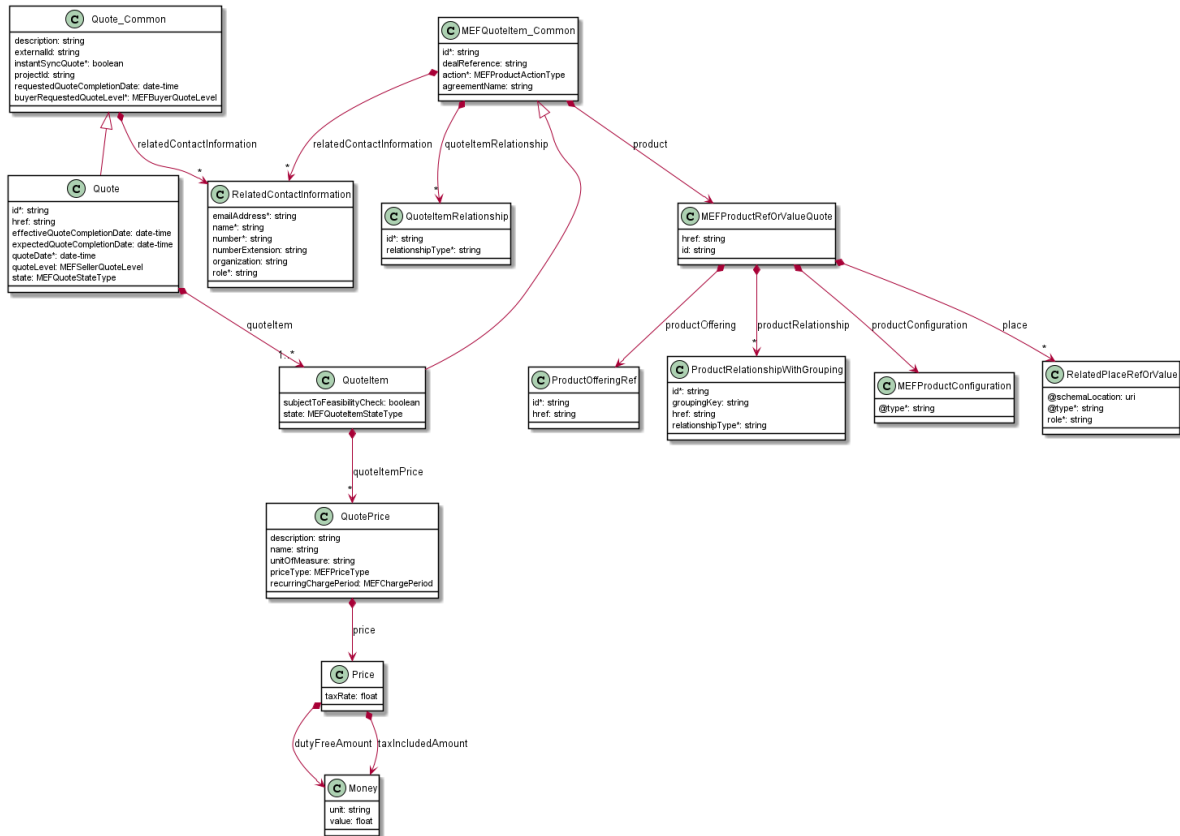 C Quote_Common
description: string
externalId: string
instantSyncQuote*: boolean
projectId: string
requestedQuoteCompletionDate: date-time
buyerRequestedQuoteLevel*: MEFBuyerQuoteLevel
C MEFQuoteItem_Common
id*: string
dealReference: string
action*: MEFProductActionType
agreementName: string
relatedContactInformation
*
relatedContactInformation
*
quoteItemRelationship
*
product
C Quote
id*: string
href: string
effectiveQuoteCompletionDate: date-time
expectedQuoteCompletionDate: date-time
quoteDate*: date-time
quoteLevel: MEFSellerQuoteLevel
state: MEFQuoteStateType
C RelatedContactInformation
emailAddress*: string
name*: string
number*: string
numberExtension: string
organization: string
role*: string
C QuoteItemRelationship
id*: string
relationshipType*: string
C MEFProductRefOrValueQuote
href: string
id: string
quoteItem
1..*
productOffering
productRelationship
*
productConfiguration
place
*
C QuoteItem
subjectToFeasibilityCheck: boolean
state: MEFQuoteItemStateType
C ProductOfferingRef
id*: string
href: string
C ProductRelationshipWithGrouping
id*: string
groupingKey: string
href: string
relationshipType*: string
C MEFProductConfiguration
@type*: string
C RelatedPlaceRefOrValue
@schemaLocation: uri
@type*: string
role*: string
quoteItemPrice
*
C QuotePrice
description: string
name: string
unitOfMeasure: string
priceType: MEFPriceType
recurringChargePeriod: MEFChargePeriod
price
C Price
taxRate: float
dutyFreeAmount
taxIncludedAmount
C Money
unit: string
value: float